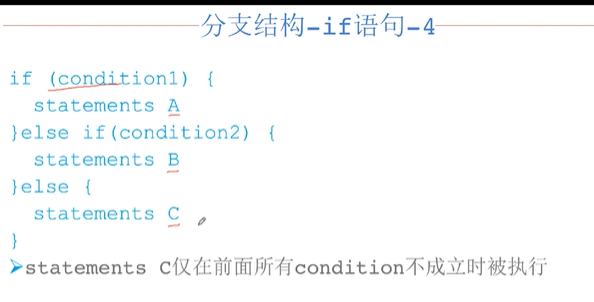 分支结构-if语句-4
if (condition1) {
  statements A
}else if(condition2) {
  statements B
}else {
  statements C
}
➢statements C仅在前面所有condition不成立时被执行